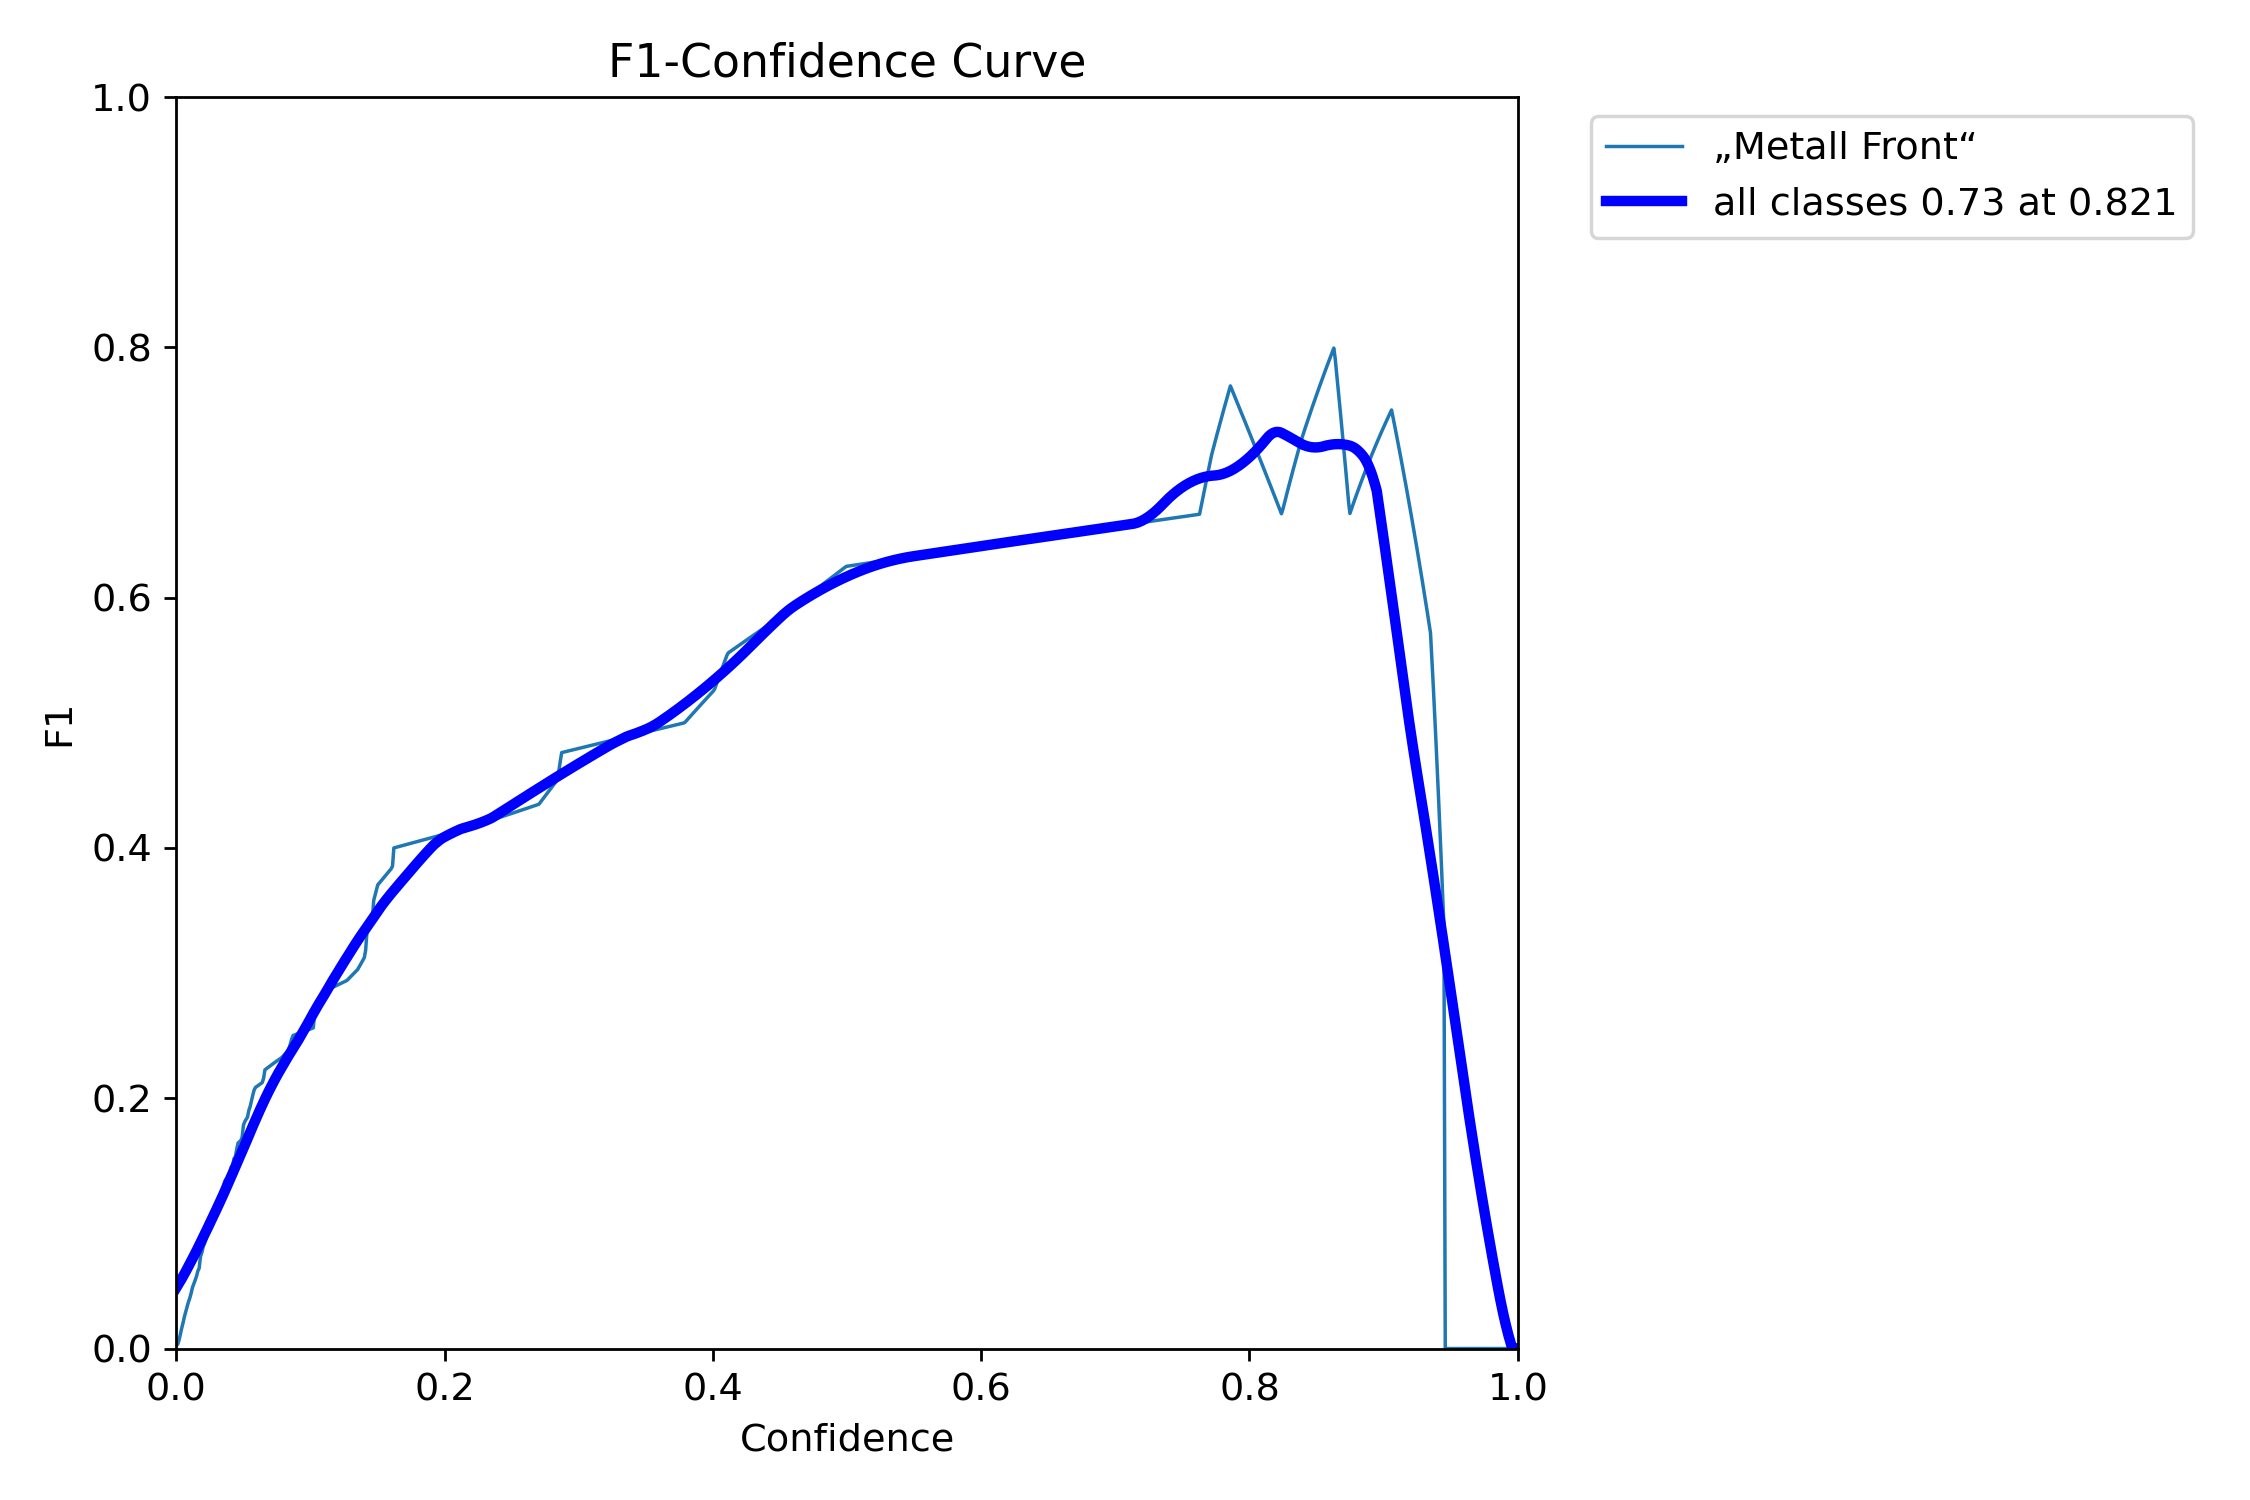 F1-Confidence Curve
„Metall Front“
all classes 0.73 at 0.821
F1
1.0
0.8
0.6
0.4
0.2
0.0
0.0 0.2 0.4 0.6 0.8 1.0
Confidence